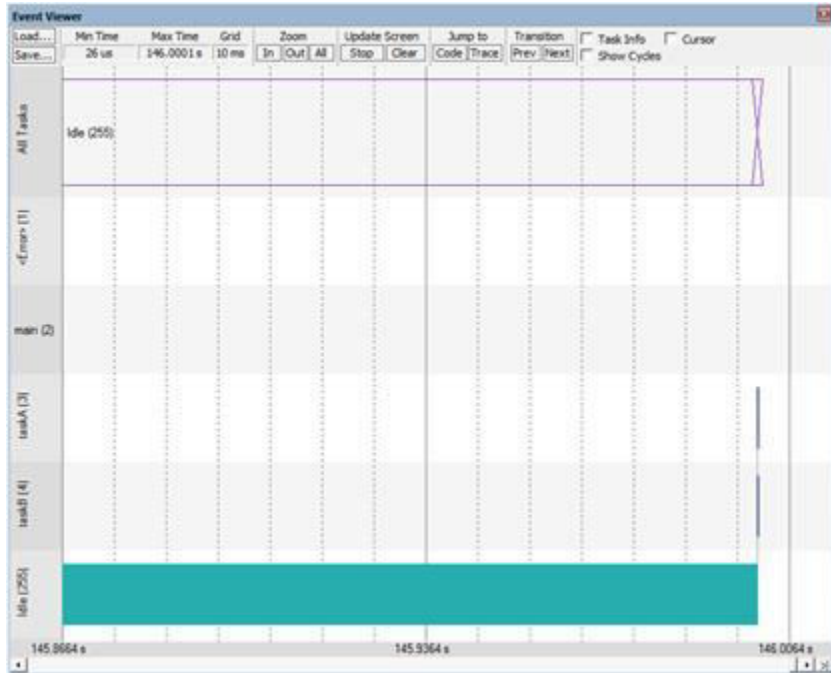 Event Viewer
Load... Min Time Max Time Grid Zoom Update Screen Jump to Transition Task Info Cursor
Save... 26 us 146.0001 s 10 ms In Out All Stop Clear Code Trace Prev Next Show Cycles
All Tasks
Idle (255)
<Error> (1)
main (2)
taskA (3)
taskB (4)
Idle (255)
145.8664 s 145.9364 s 146.0064 s